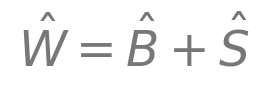 Ŵ = B̂ + Ŝ